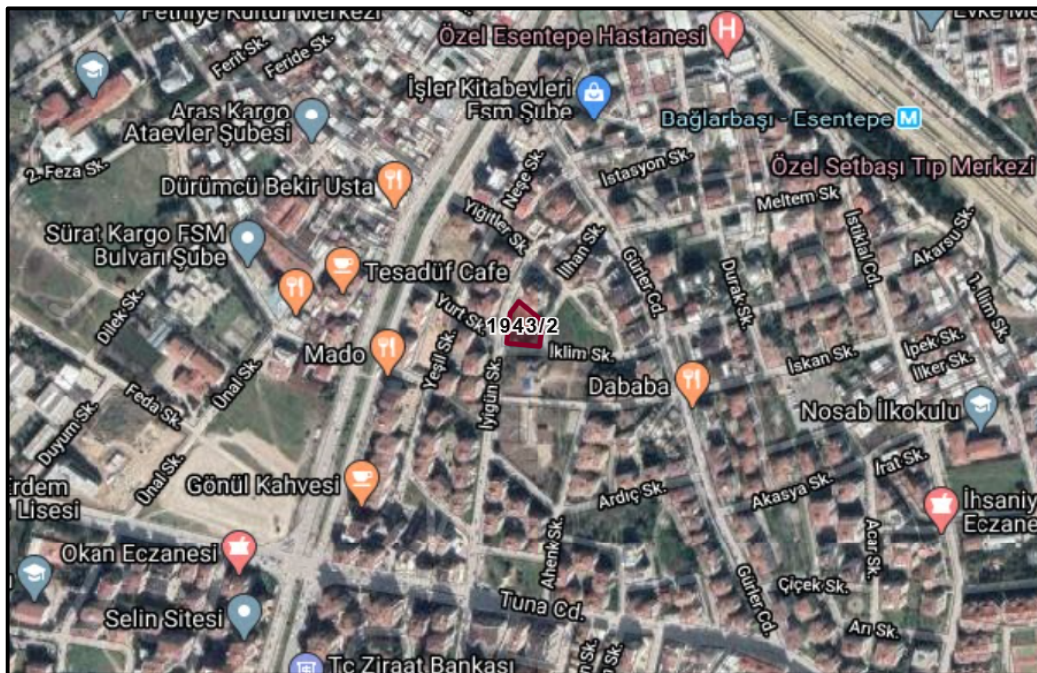 Fethiye Kültür Merkezi
Özel Esentepe Hastanesi
H
Ferit Sk.
Feride Sk.
İşler Kitabevleri
Fsm Şube
Aras Kargo
Ataevler Şubesi
Bağlarbaşı - Esentepe
M
2. Feza Sk.
Neşe Sk.
İstasyon Sk.
Özel Setbaşı Tıp Merkezi
Dürümcü Bekir Usta
Meltem Sk
Yiğitler Sk.
İstiklal Cd.
Akarsu Sk.
Sürat Kargo FSM
Bulvarı Şube
İlhan Sk.
Gürler Cd.
Durak Sk.
Tesadüf Cafe
1. İlim Sk.
Dilek Sk.
Yurt Sk.
1943/2
Mado
Yeşil Sk.
İklim Sk.
İskan Sk.
İpek Sk.
İlker Sk.
Ünal Sk.
İyigün Sk.
Dababa
Feda Sk.
Nosab İlkokulu
Duyum Sk.
Ünal Sk.
Gönül Kahvesi
Ardıç Sk.
Akasya Sk.
Irat Sk.
Erdem
Lisesi
İhsaniy
Eczane
Okan Eczanesi
Ahenk Sk.
Acar Sk.
Selin Sitesi
Tuna Cd.
Gürler Cd.
Çiçek Sk.
Arı Sk.
Tc Ziraat Bankası